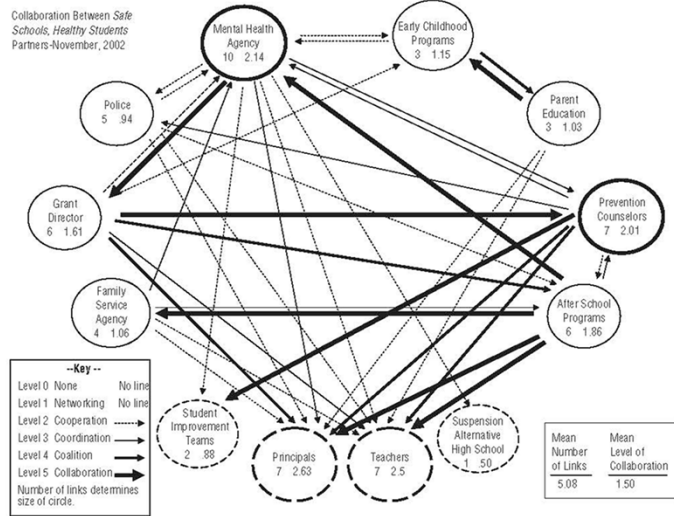 Collaboration Between Safe
Schools, Healthy Students
Partners-November, 2002
Mental Health
Agency
10 2.14
Early Childhood
Programs
3 1.15
Police
5 .94
Parent
Education
3 1.03
Grant
Director
6 1.61
Prevention
Counselors
7 2.01
Family
Service
Agency
4 1.06
After School
Programs
6 1.86
Student
Improvement
Teams
2 .88
Principals
7 2.63
Teachers
7 2.5
Suspension
Alternative
High School
1 .50
--Key--
Level 0 None No line
Level 1 Networking No line
Level 2 Cooperation
Level 3 Coordination
Level 4 Coalition
Level 5 Collaboration
Number of links determines
size of circle.
Mean Mean
Number Level of
of Links Collaboration
5.08 1.50